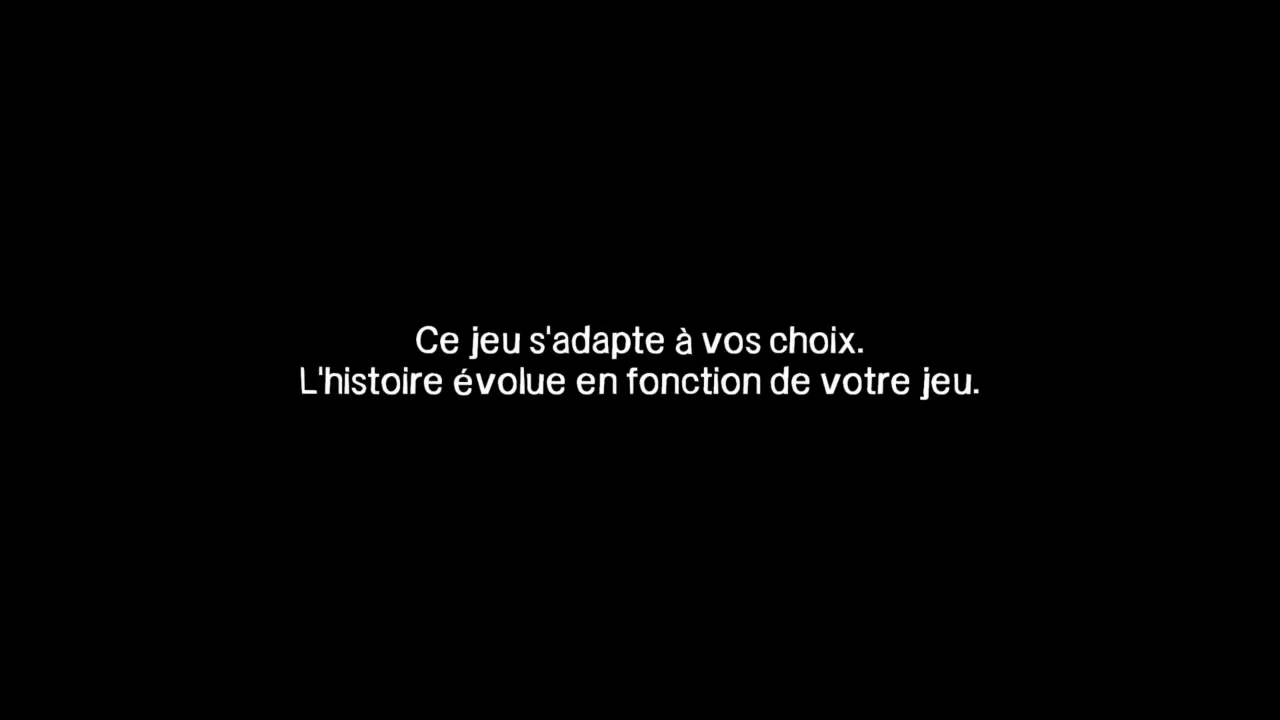 Ce jeu s'adapte à vos choix.
L'histoire évolue en fonction de votre jeu.